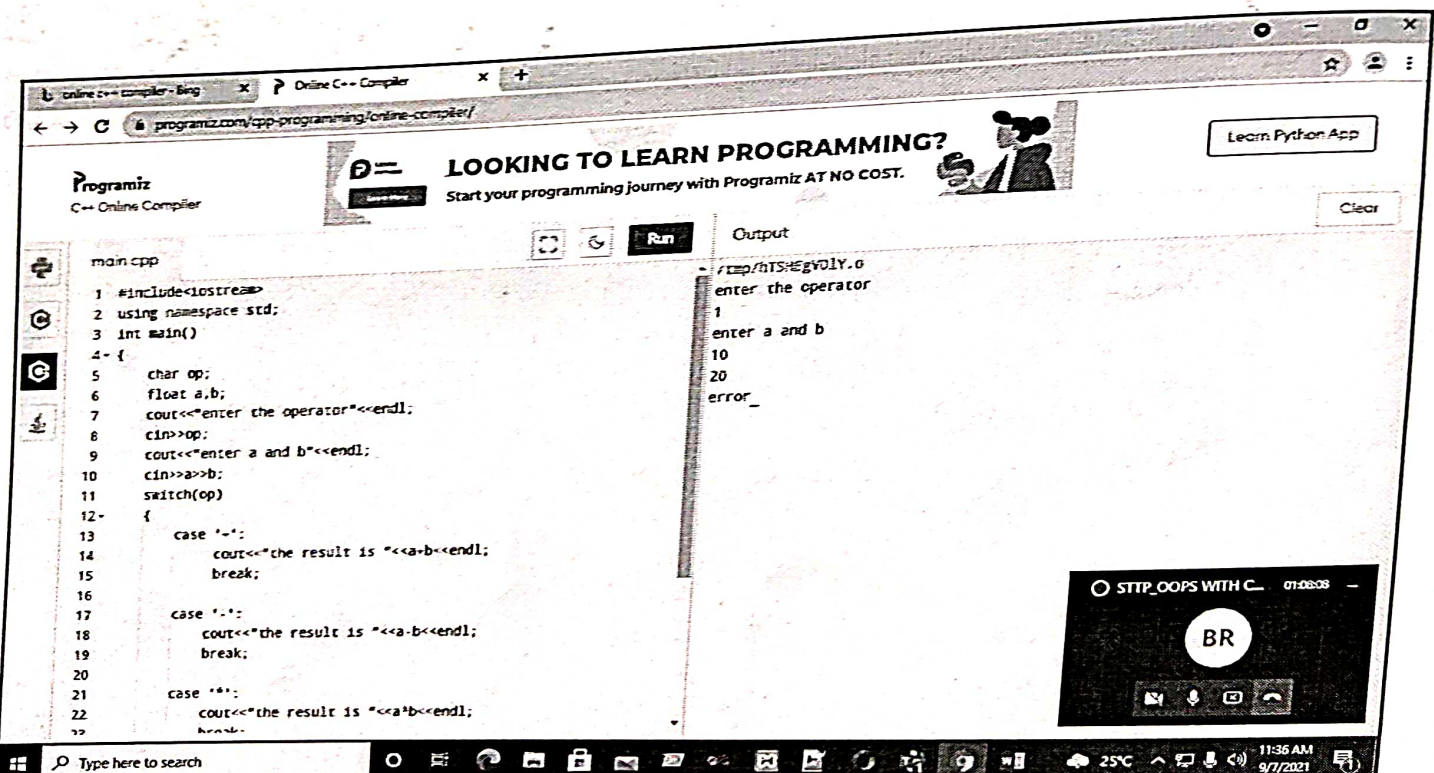 online c++ compiler - Bing
Online C++ Compiler
programiz.com/cpp-programming/online-compiler/
LOOKING TO LEARN PROGRAMMING?
Start your programming journey with Programiz AT NO COST.
Learn Python App
Programiz
C++ Online Compiler
Clear
main.cpp
Run
Output
1 #include<iostream>
2 using namespace std;
3 int main()
4 {
5 char op;
6 float a,b;
7 cout<<"enter the operator"<<endl;
8 cin>>op;
9 cout<<"enter a and b"<<endl;
10 cin>>a>>b;
11 switch(op)
12 {
13 case '+':
14 cout<<"the result is "<<a+b<<endl;
15 break;
16
17 case '-':
18 cout<<"the result is "<<a-b<<endl;
19 break;
20
21 case '*':
22 cout<<"the result is "<<a*b<<endl;
enter the operator
1
enter a and b
10
20
error_
STTP_OOPS WITH C... 01:08:08
BR
Type here to search
25°C
11:36 AM
9/7/2021